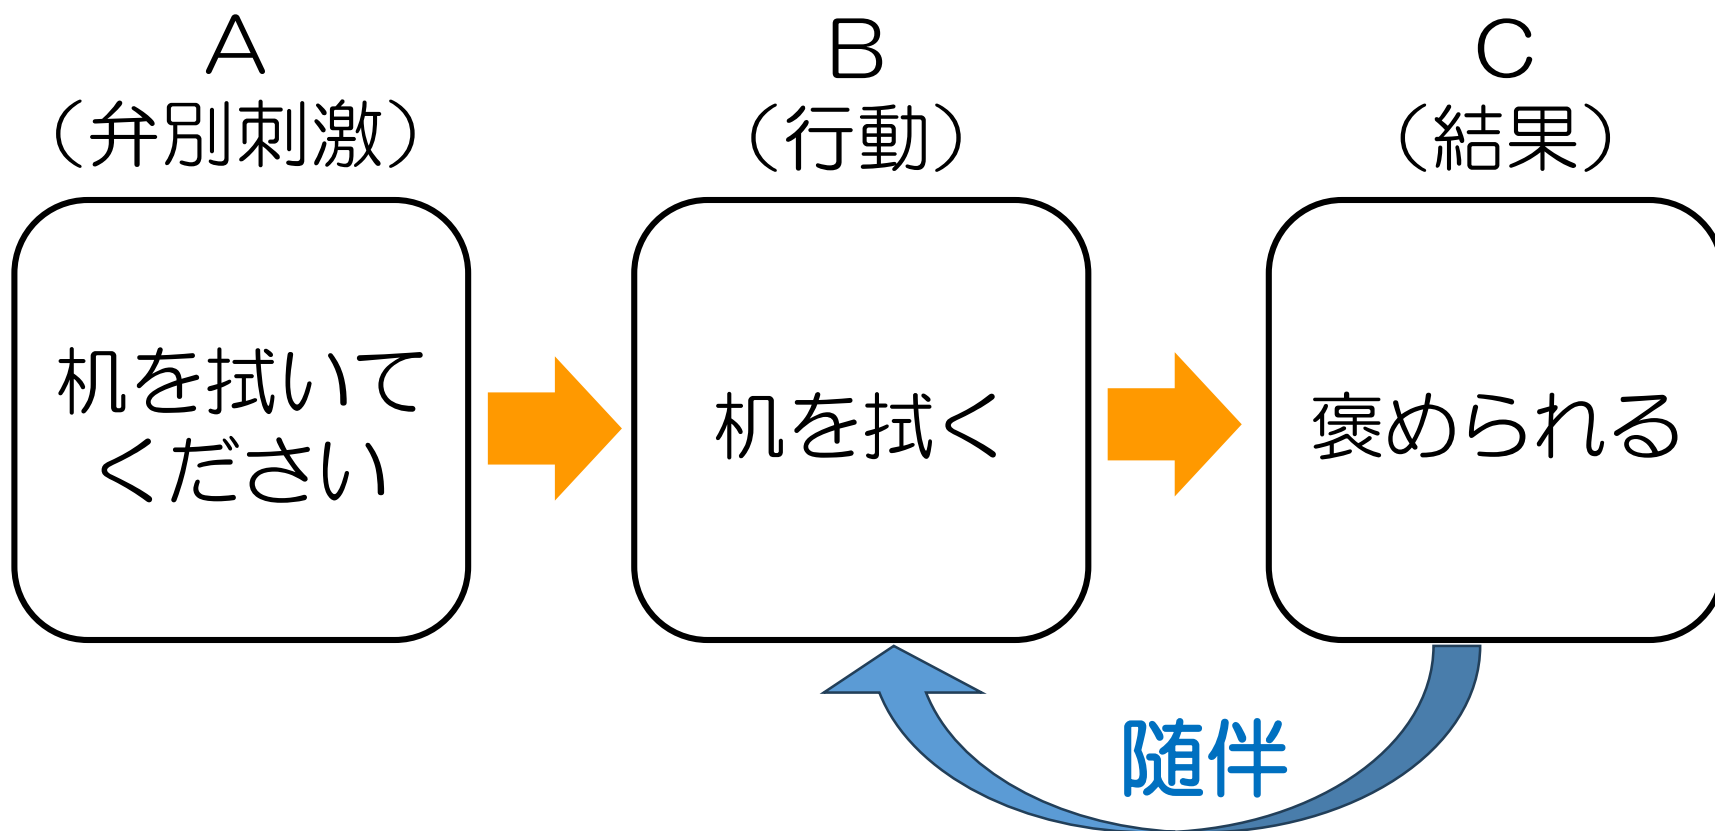 A
(弁別刺激)
B
(行動)
C
(結果)
机を拭いて
ください
机を拭く
褒められる
随伴